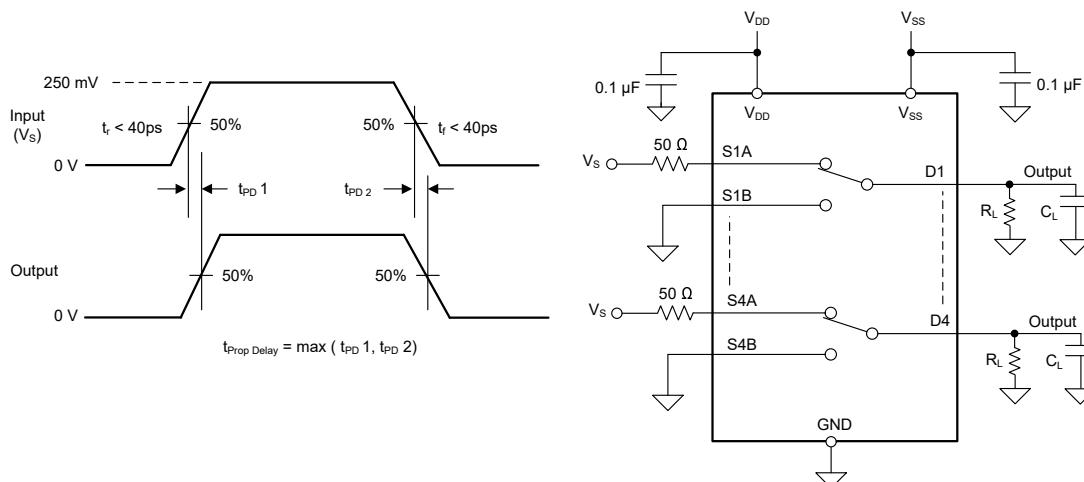 250 mV
Input
(VS)
tr < 40ps
50%
50%
tf < 40ps
0 V
tPD 1
tPD 2
Output
50%
50%
0 V
tProp Delay = max ( tPD 1, tPD 2)
VDD
VSS
0.1 µF
0.1 µF
VDD
VSS
VS
50 Ω
S1A
D1
Output
S1B
RL
CL
VS
50 Ω
S4A
D4
Output
S4B
RL
CL
GND